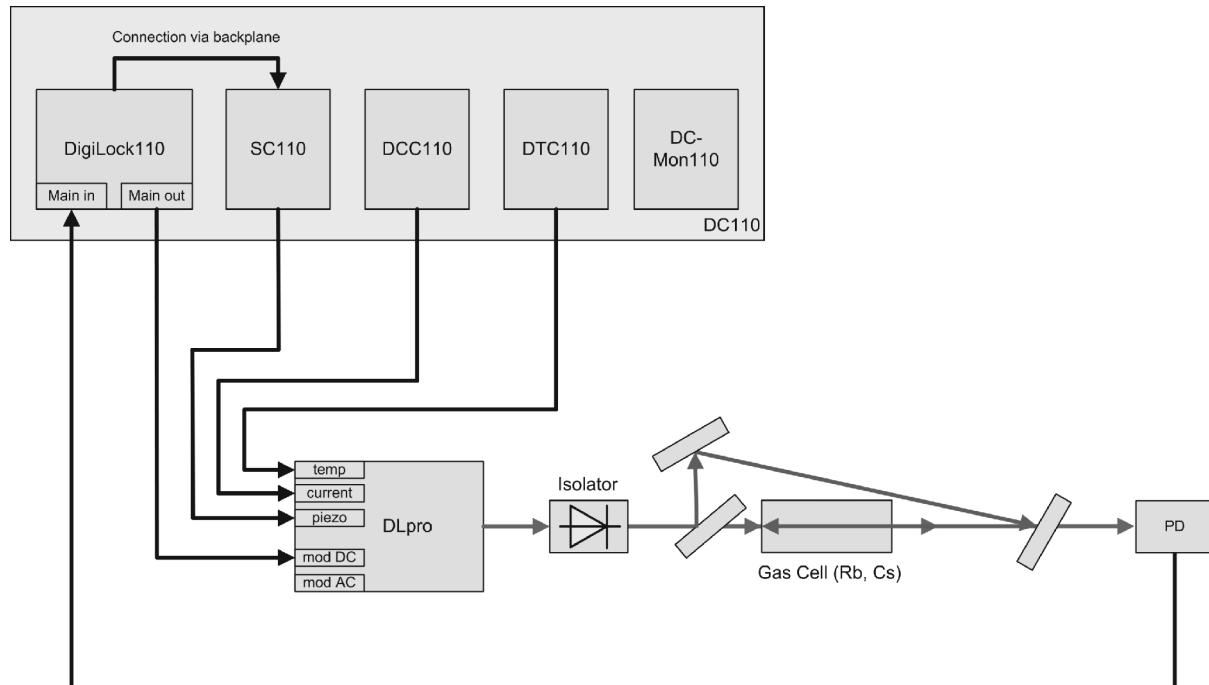 Connection via backplane
DigiLock110
Main in
Main out
SC110
DCC110
DTC110
DC-
Mon110
DC110
temp
current
piezo
mod DC
mod AC
DLpro
Isolator
Gas Cell (Rb, Cs)
PD